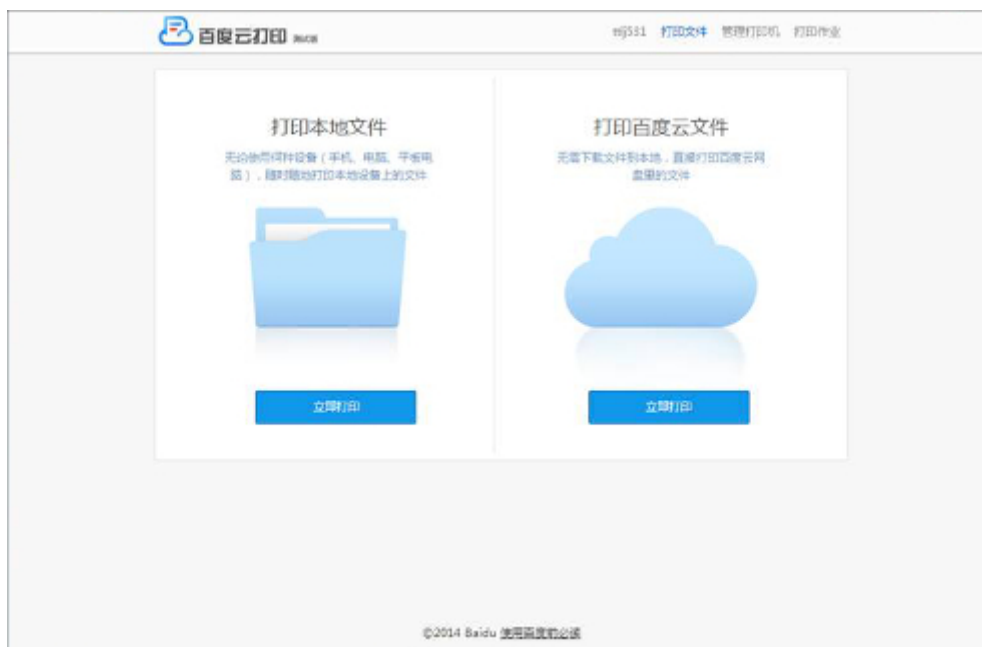 百度云打印 测试版
打印文件 管理打印机 打印作业
打印本地文件
无论使用何种设备（手机、电脑、平板电
脑），随时随地打印本地设备上的文件
立即打印
打印百度云文件
无需下载文件到本地，直接打印百度云网
盘里的文件
立即打印
©2014 Baidu 使用百度前必读